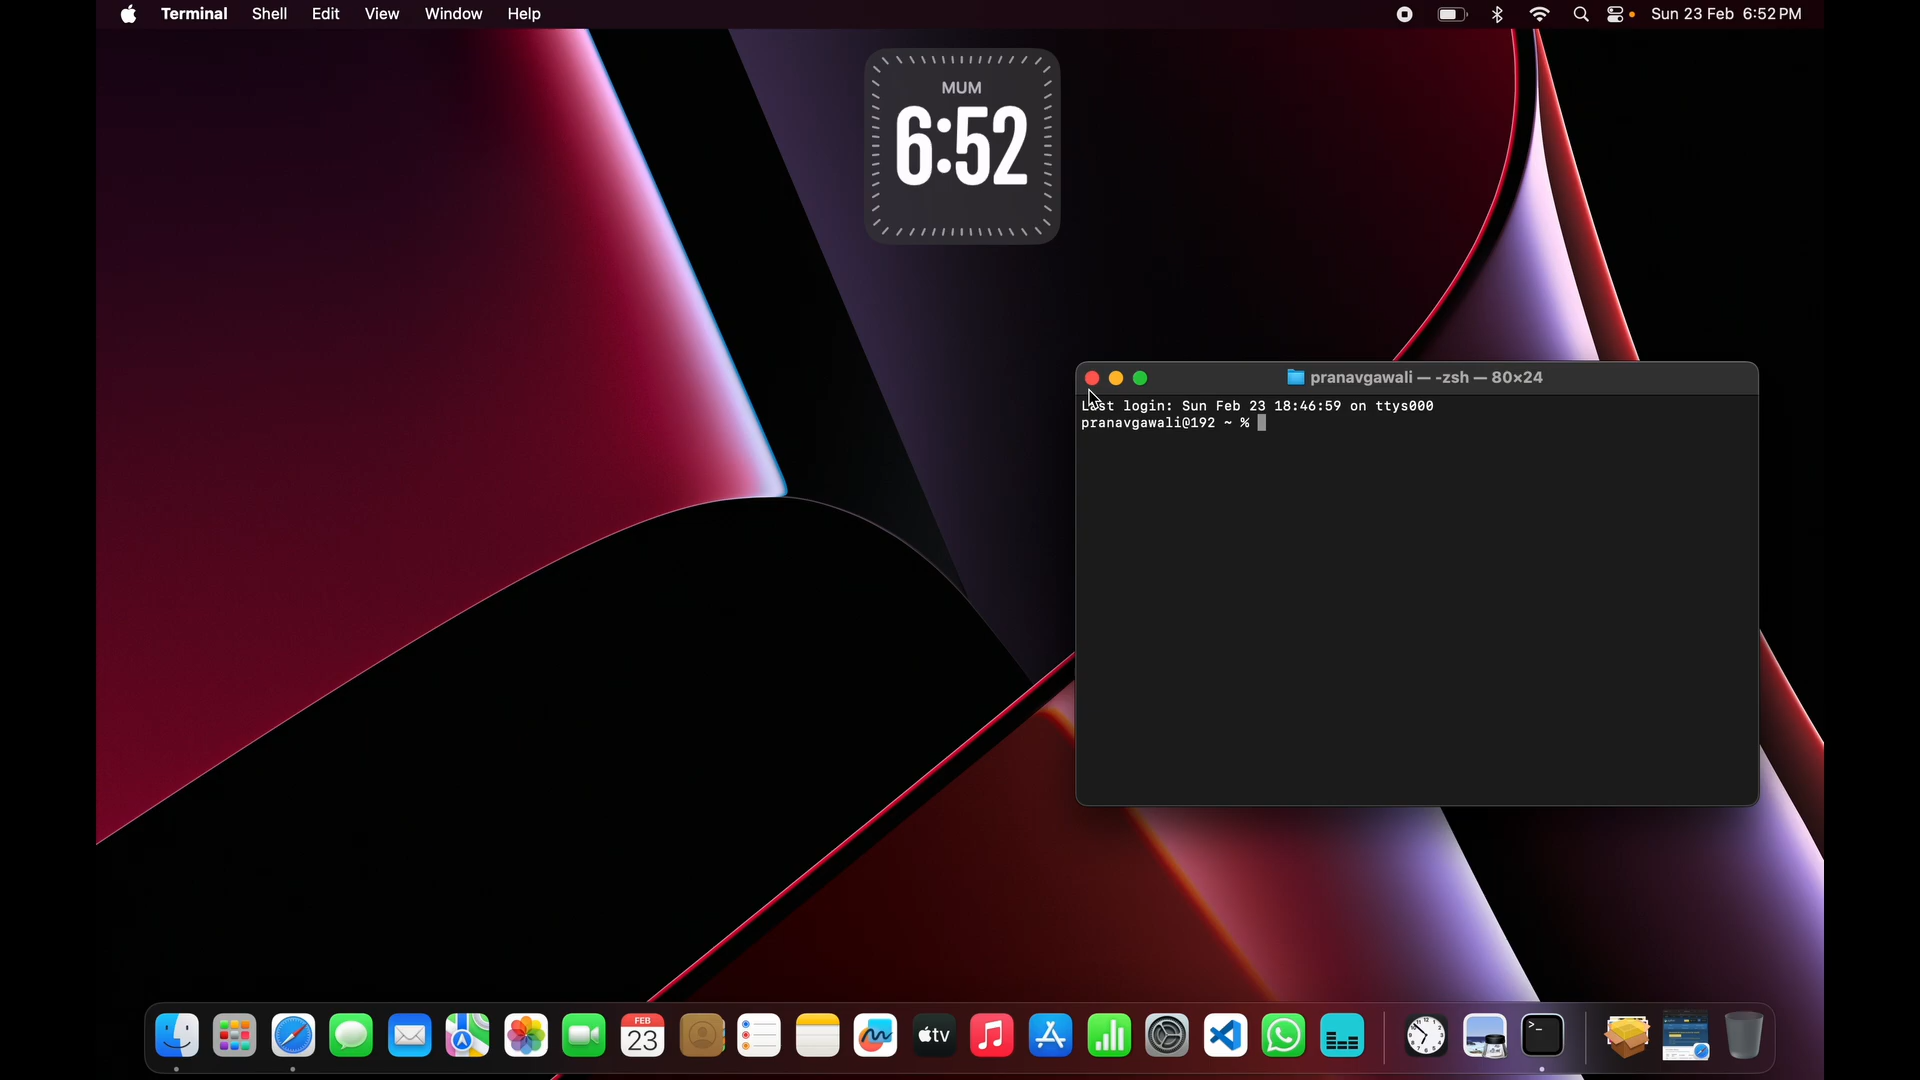 Terminal Shell Edit View Window Help Sun 23 Feb 6:52 PM
MUM
6:52
pranavgawali — -zsh — 80×24
Last login: Sun Feb 23 18:46:59 on ttys000
pranavgawali@192 ~ %
FEB
23
tv
>_